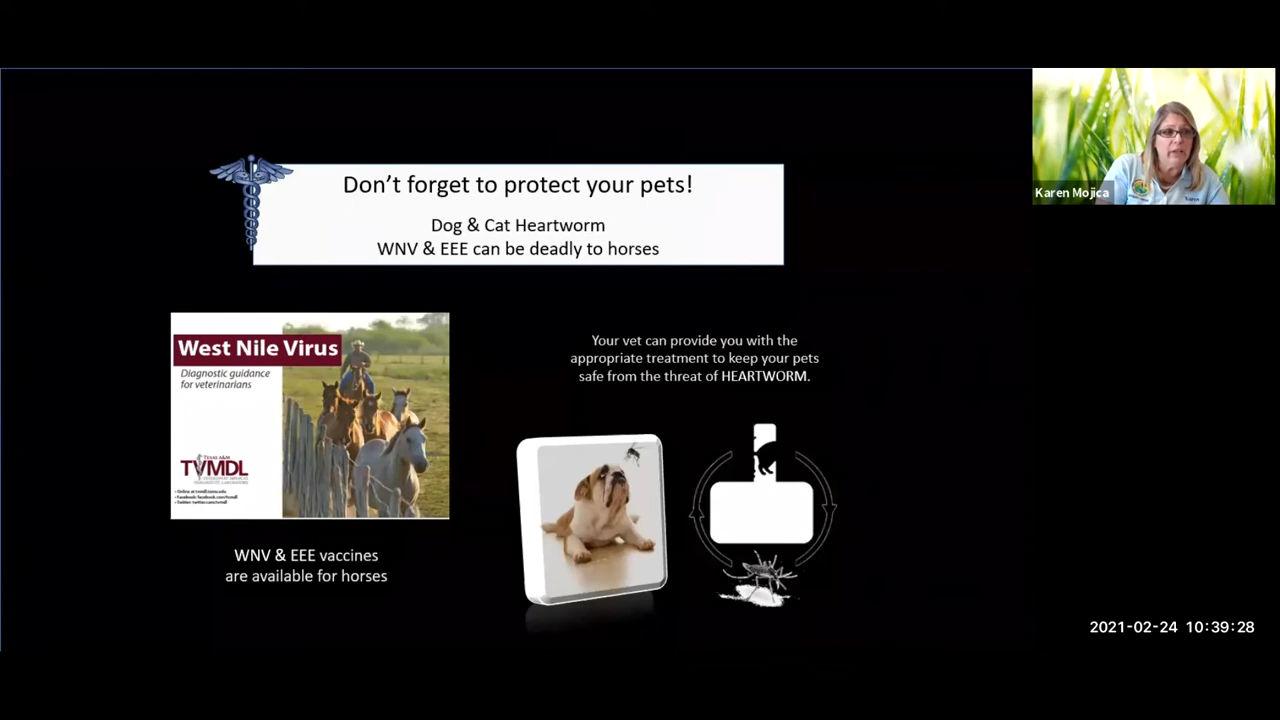 Don't forget to protect your pets!
Dog & Cat Heartworm
WNV & EEE can be deadly to horses
Karen Mojica
West Nile Virus
Diagnostic guidance
for veterinarians
TEXAS A&M
TVMDL
WNV & EEE vaccines
are available for horses
Your vet can provide you with the
appropriate treatment to keep your pets
safe from the threat of HEARTWORM.
2021-02-24 10:39:28